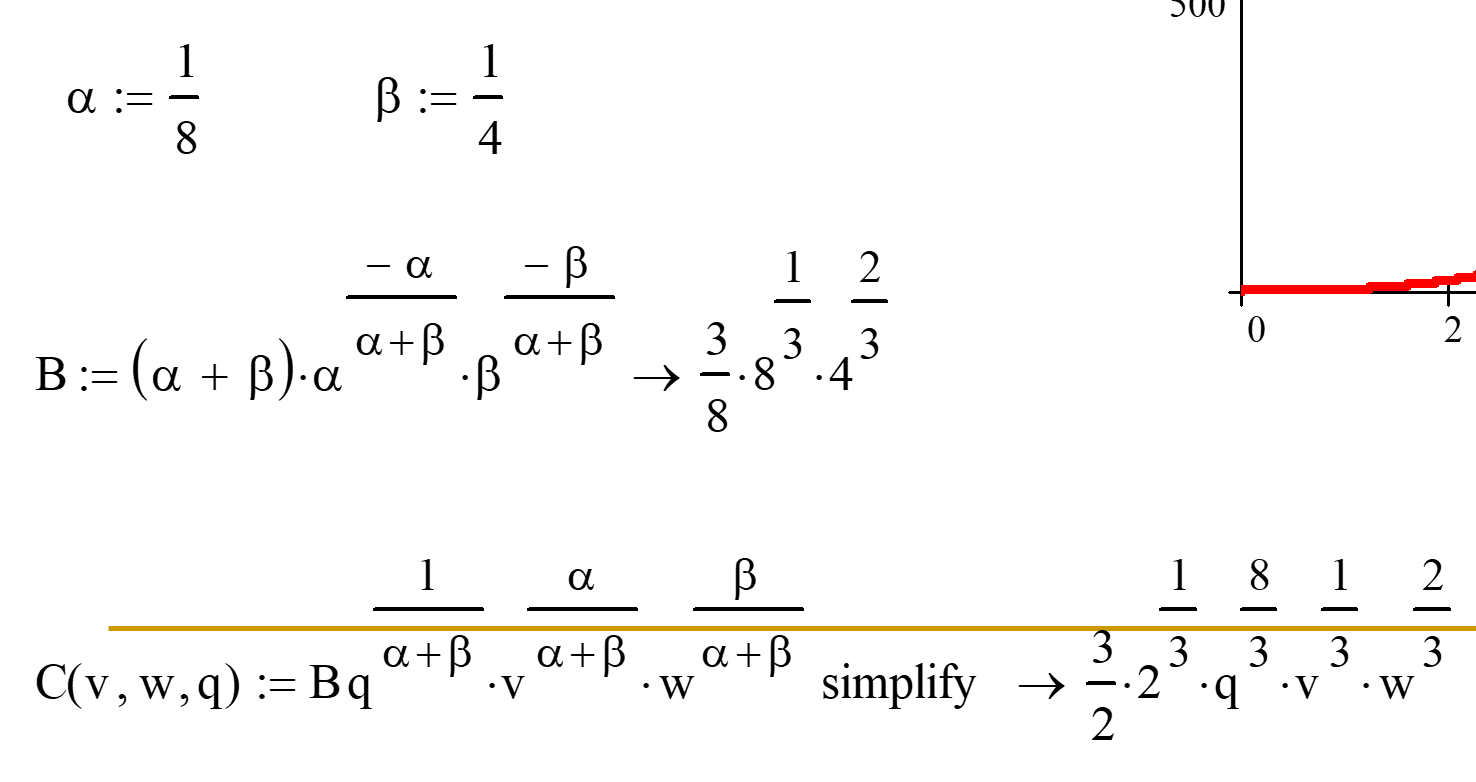 500
α := 1/8 β := 1/4
0 2
B := (α + β)·α^(−α/(α+β))·β^(−β/(α+β)) → 3/8·8^(1/3)·4^(2/3)
C(v, w, q) := B q^(1/(α+β))·v^(α/(α+β))·w^(β/(α+β)) simplify → 3/2·2^(1/3)·q^(8/3)·v^(1/3)·w^(2/3)